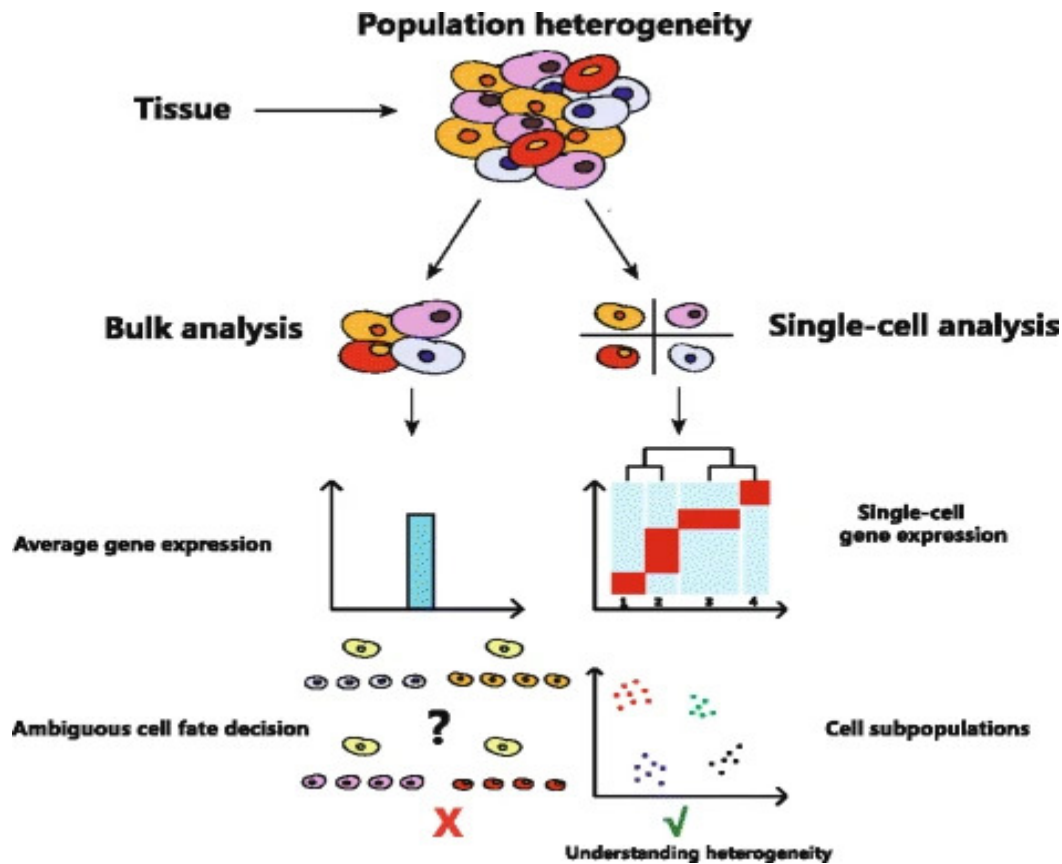 Population heterogeneity
Tissue
Bulk analysis
Single-cell analysis
Average gene expression
1 2 3 4
Single-cell
gene expression
Ambiguous cell fate decision
?
Cell subpopulations
X
√
Understanding heterogeneity